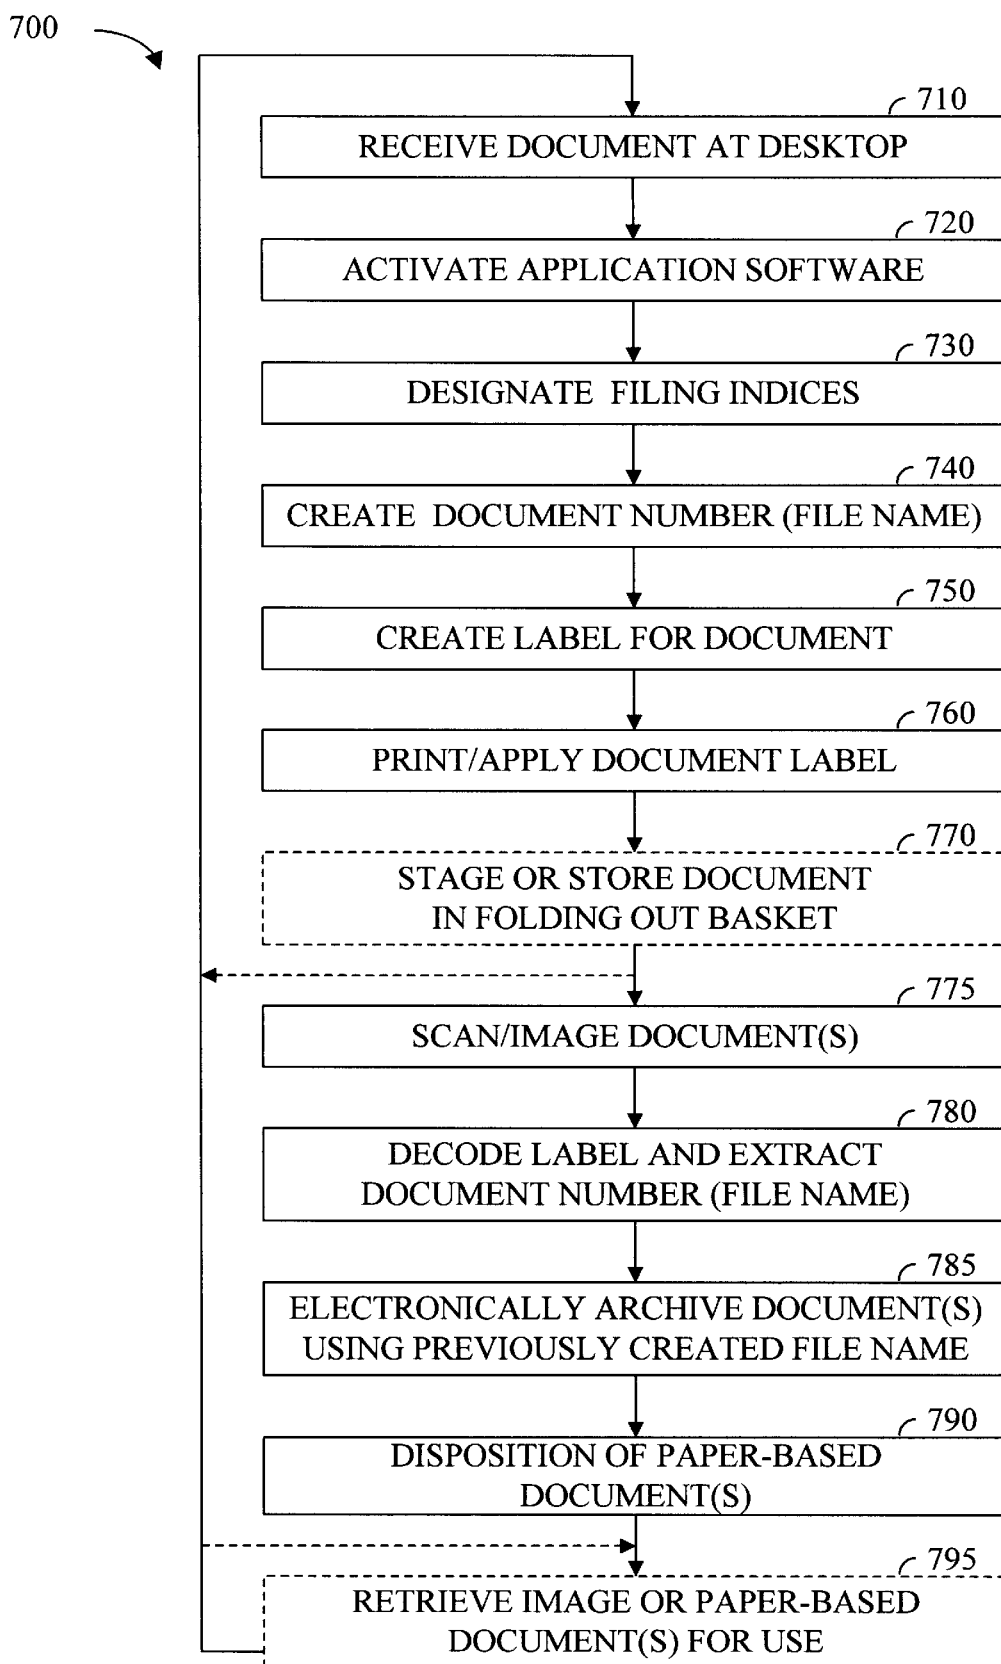 700
710
RECEIVE DOCUMENT AT DESKTOP
720
ACTIVATE APPLICATION SOFTWARE
730
DESIGNATE FILING INDICES
740
CREATE DOCUMENT NUMBER (FILE NAME)
750
CREATE LABEL FOR DOCUMENT
760
PRINT/APPLY DOCUMENT LABEL
770
STAGE OR STORE DOCUMENT
IN FOLDING OUT BASKET
775
SCAN/IMAGE DOCUMENT(S)
780
DECODE LABEL AND EXTRACT
DOCUMENT NUMBER (FILE NAME)
785
ELECTRONICALLY ARCHIVE DOCUMENT(S)
USING PREVIOUSLY CREATED FILE NAME
790
DISPOSITION OF PAPER-BASED
DOCUMENT(S)
795
RETRIEVE IMAGE OR PAPER-BASED
DOCUMENT(S) FOR USE